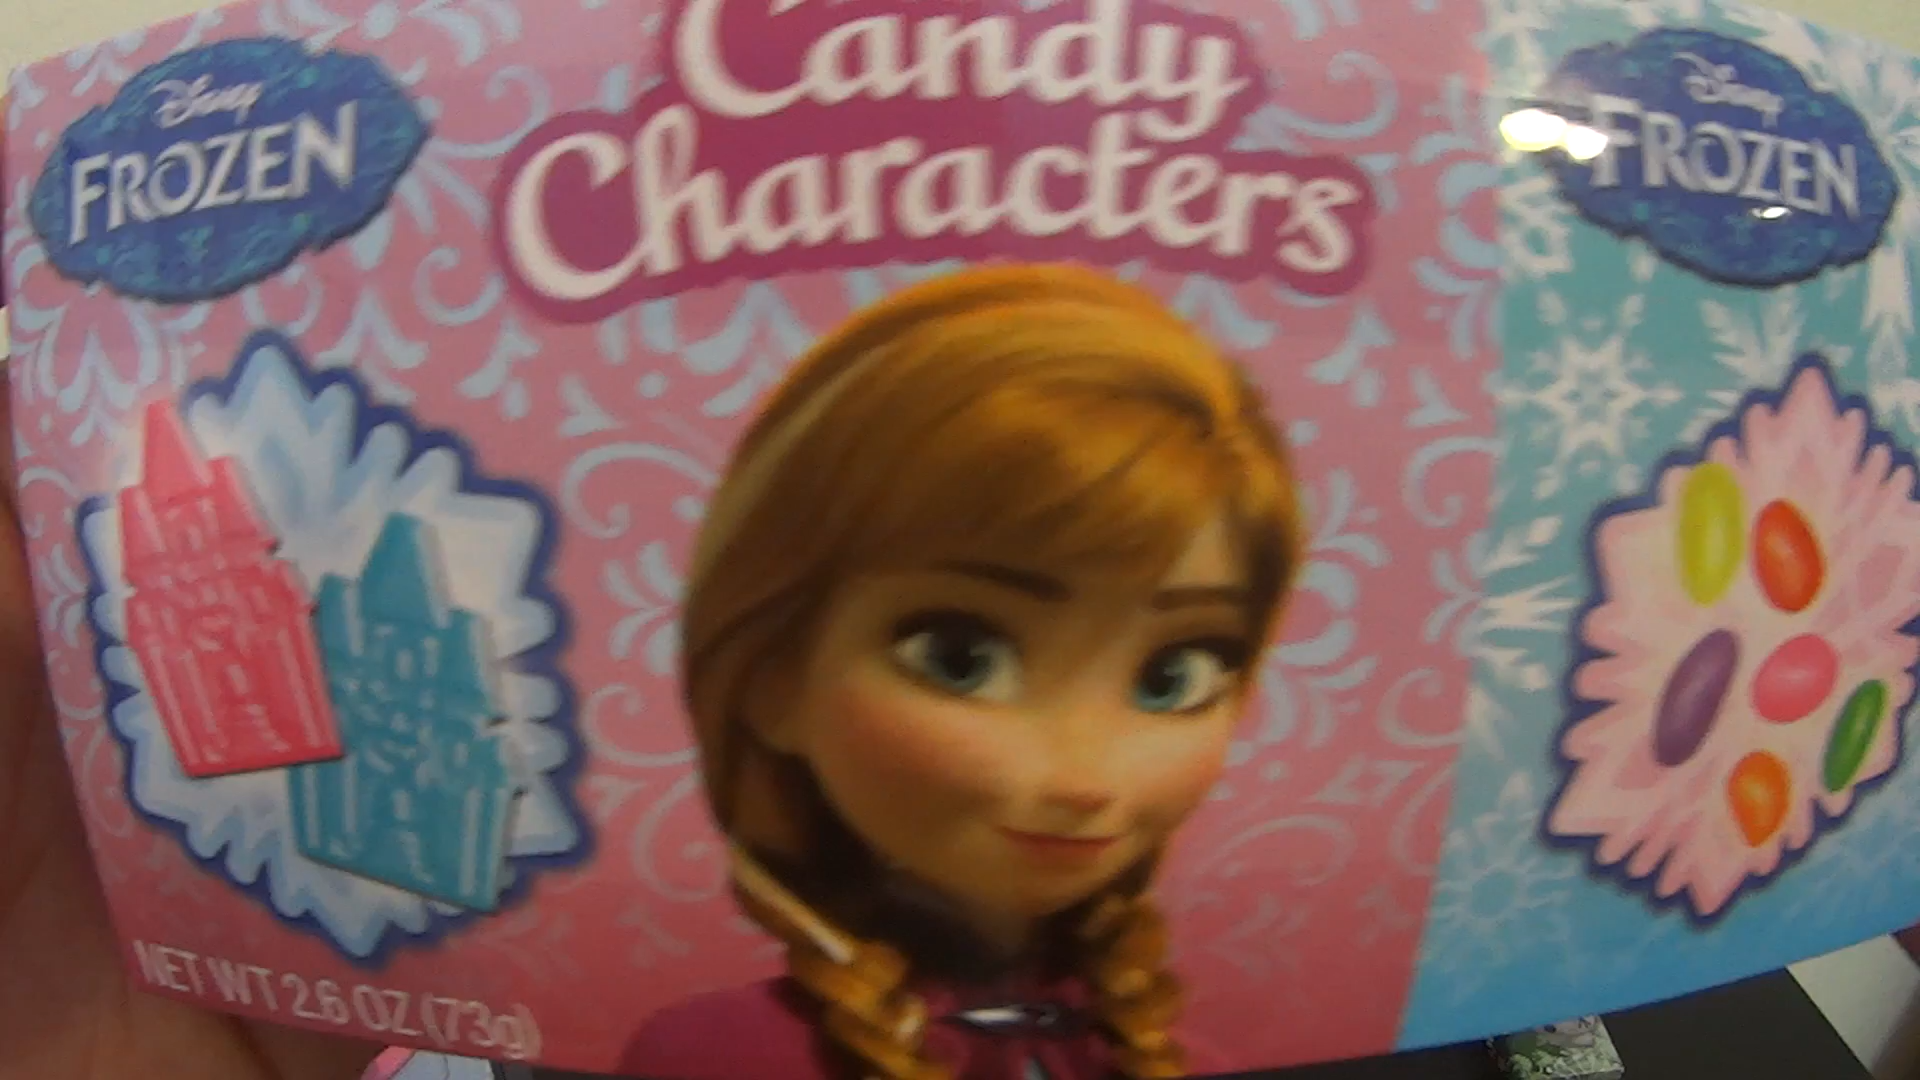 Disney
FROZEN
Candy
Characters
Disney
FROZEN
NET WT 2.6 OZ (73g)